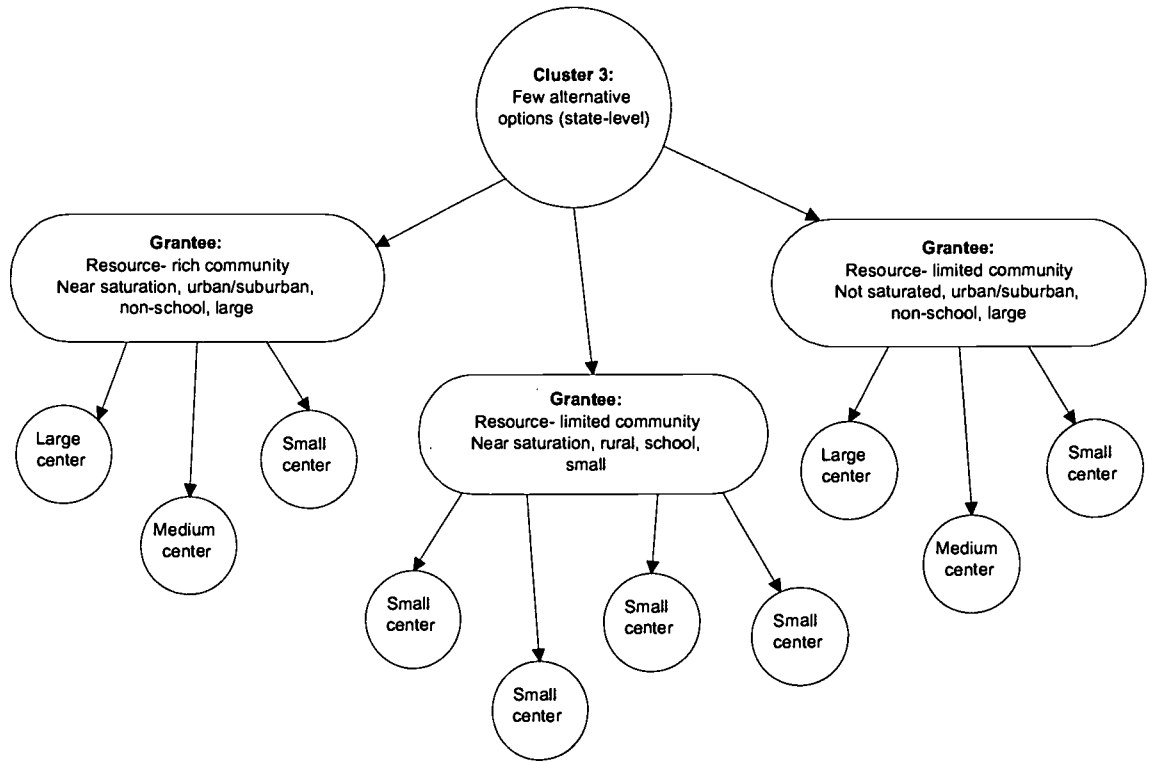 Cluster 3:
Few alternative
options (state-level)
Grantee:
Resource- rich community
Near saturation, urban/suburban,
non-school, large
Grantee:
Resource- limited community
Not saturated, urban/suburban,
non-school, large
Grantee:
Resource- limited community
Near saturation, rural, school,
small
Large
center
Medium
center
Small
center
Small
center
Small
center
Small
center
Small
center
Large
center
Medium
center
Small
center